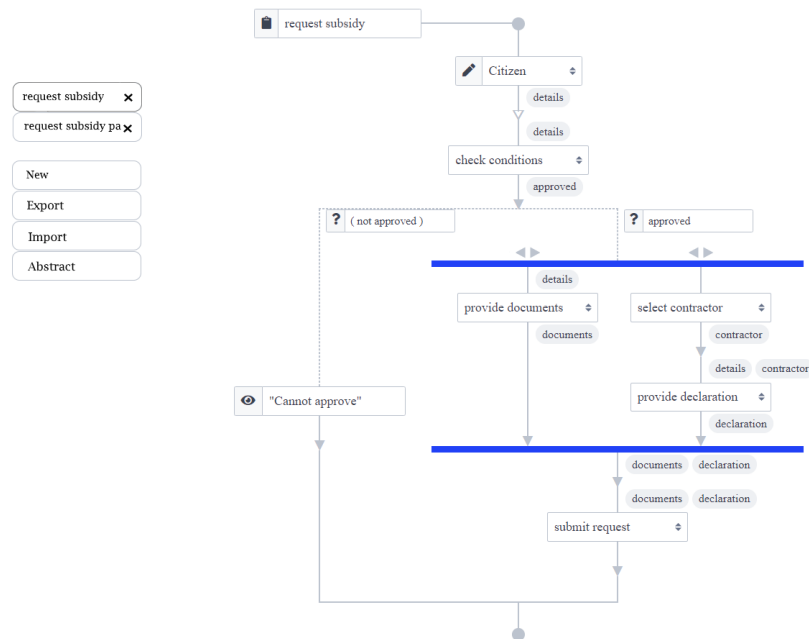 request subsidy
Citizen
details
details
check conditions
approved
request subsidy
request subsidy pa
New
Export
Import
Abstract
? ( not approved )
? approved
details
provide documents
select contractor
documents
contractor
details contractor
"Cannot approve"
provide declaration
declaration
documents declaration
documents declaration
submit request